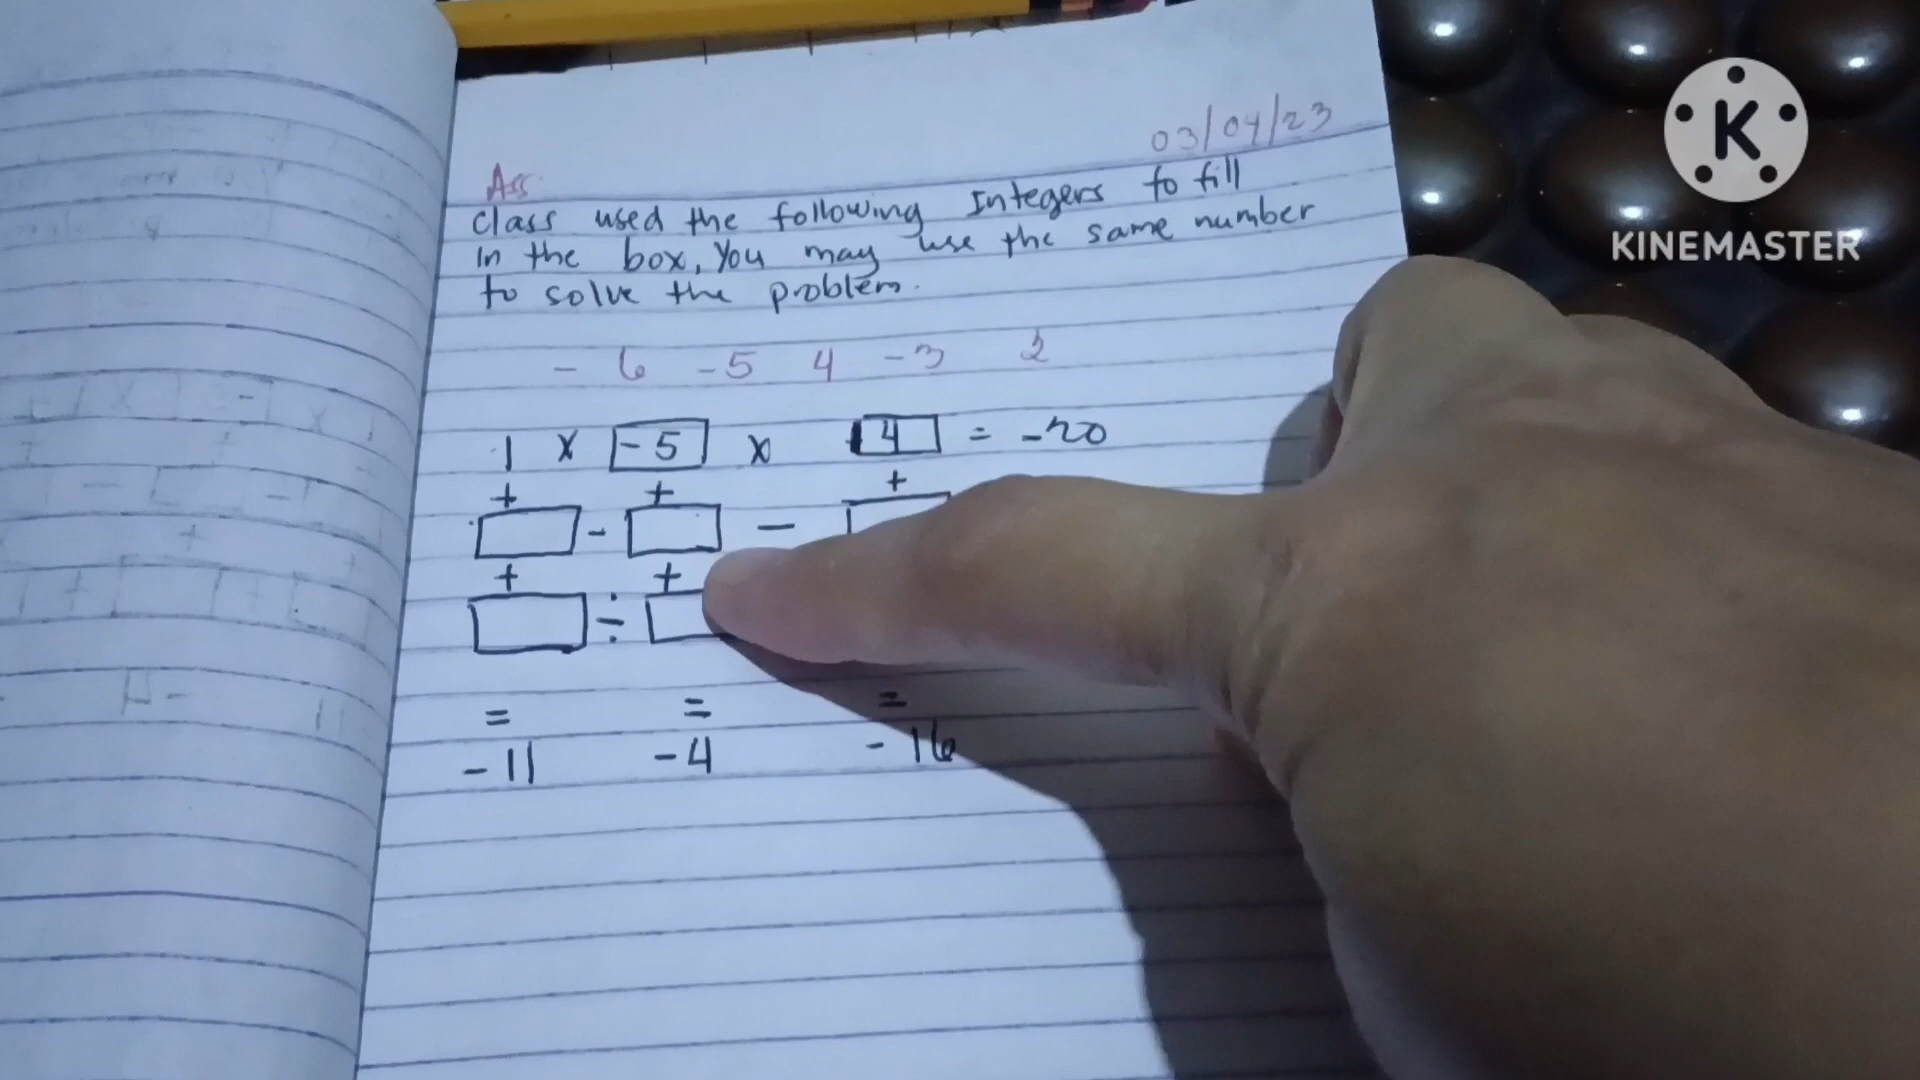 03/04/23
Ass.
Class used the following Integers to fill
in the box, You may use the same number
to solve the problem.
- 6 -5 4 -3 2
1 x -5 x 4 = -20
+ + +
- -
+ +
÷
= = =
-11 -4 -16
K
KINEMASTER